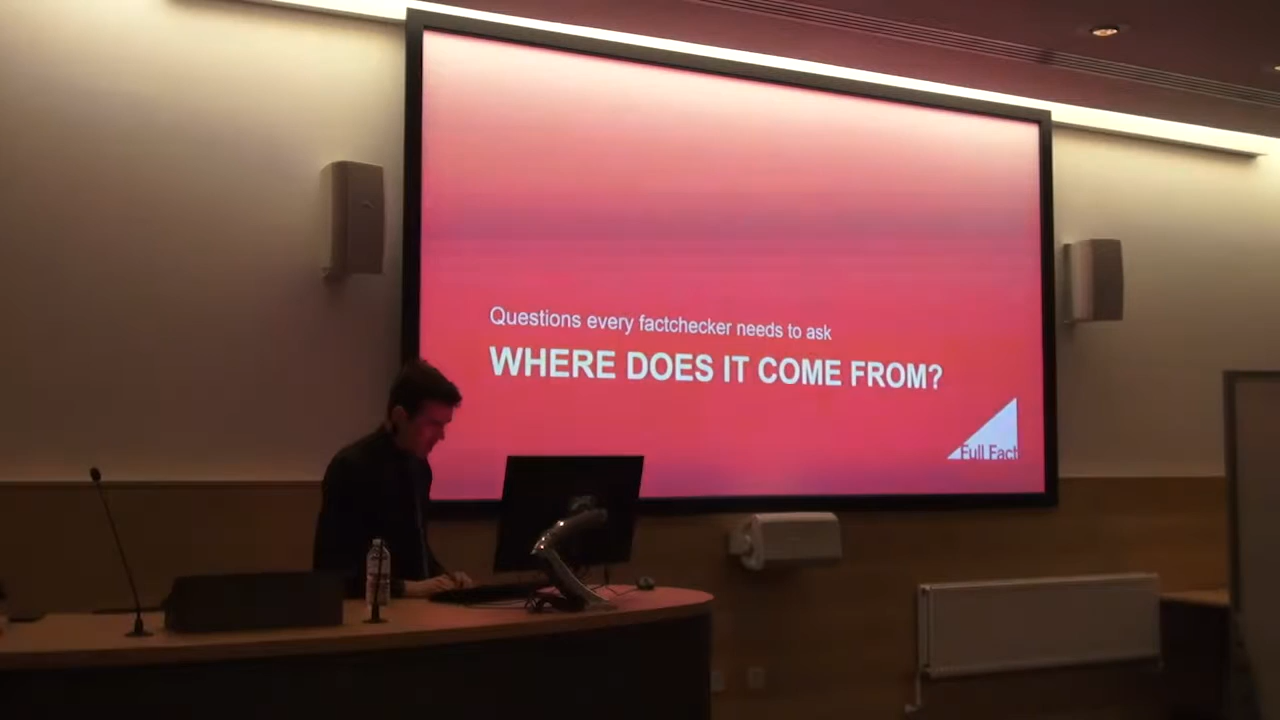 Questions every factchecker needs to ask
WHERE DOES IT COME FROM?
Full Fact